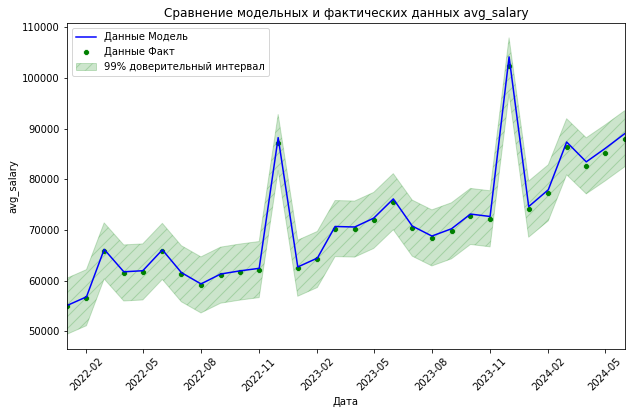 Сравнение модельных и фактических данных avg_salary
Данные Модель
Данные Факт
99% доверительный интервал
avg_salary
110000
100000
90000
80000
70000
60000
50000
2022-02
2022-05
2022-08
2022-11
2023-02
2023-05
2023-08
2023-11
2024-02
2024-05
Дата